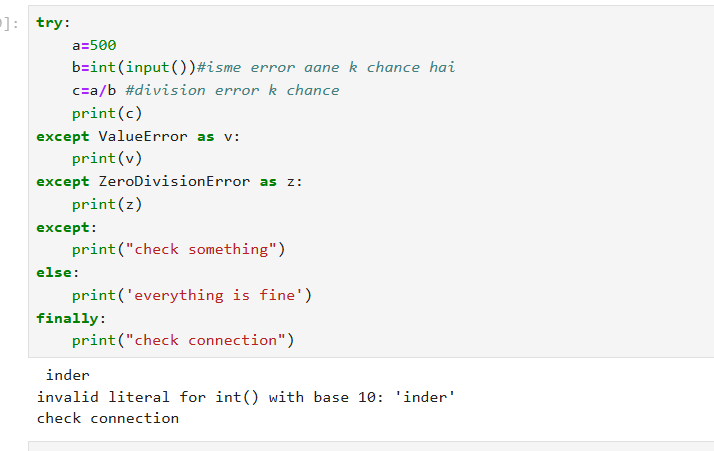 ]:
try:
    a=500
    b=int(input())#isme error aane k chance hai
    c=a/b #division error k chance
    print(c)
except ValueError as v:
    print(v)
except ZeroDivisionError as z:
    print(z)
except:
    print("check something")
else:
    print('everything is fine')
finally:
    print("check connection")
inder
invalid literal for int() with base 10: 'inder'
check connection